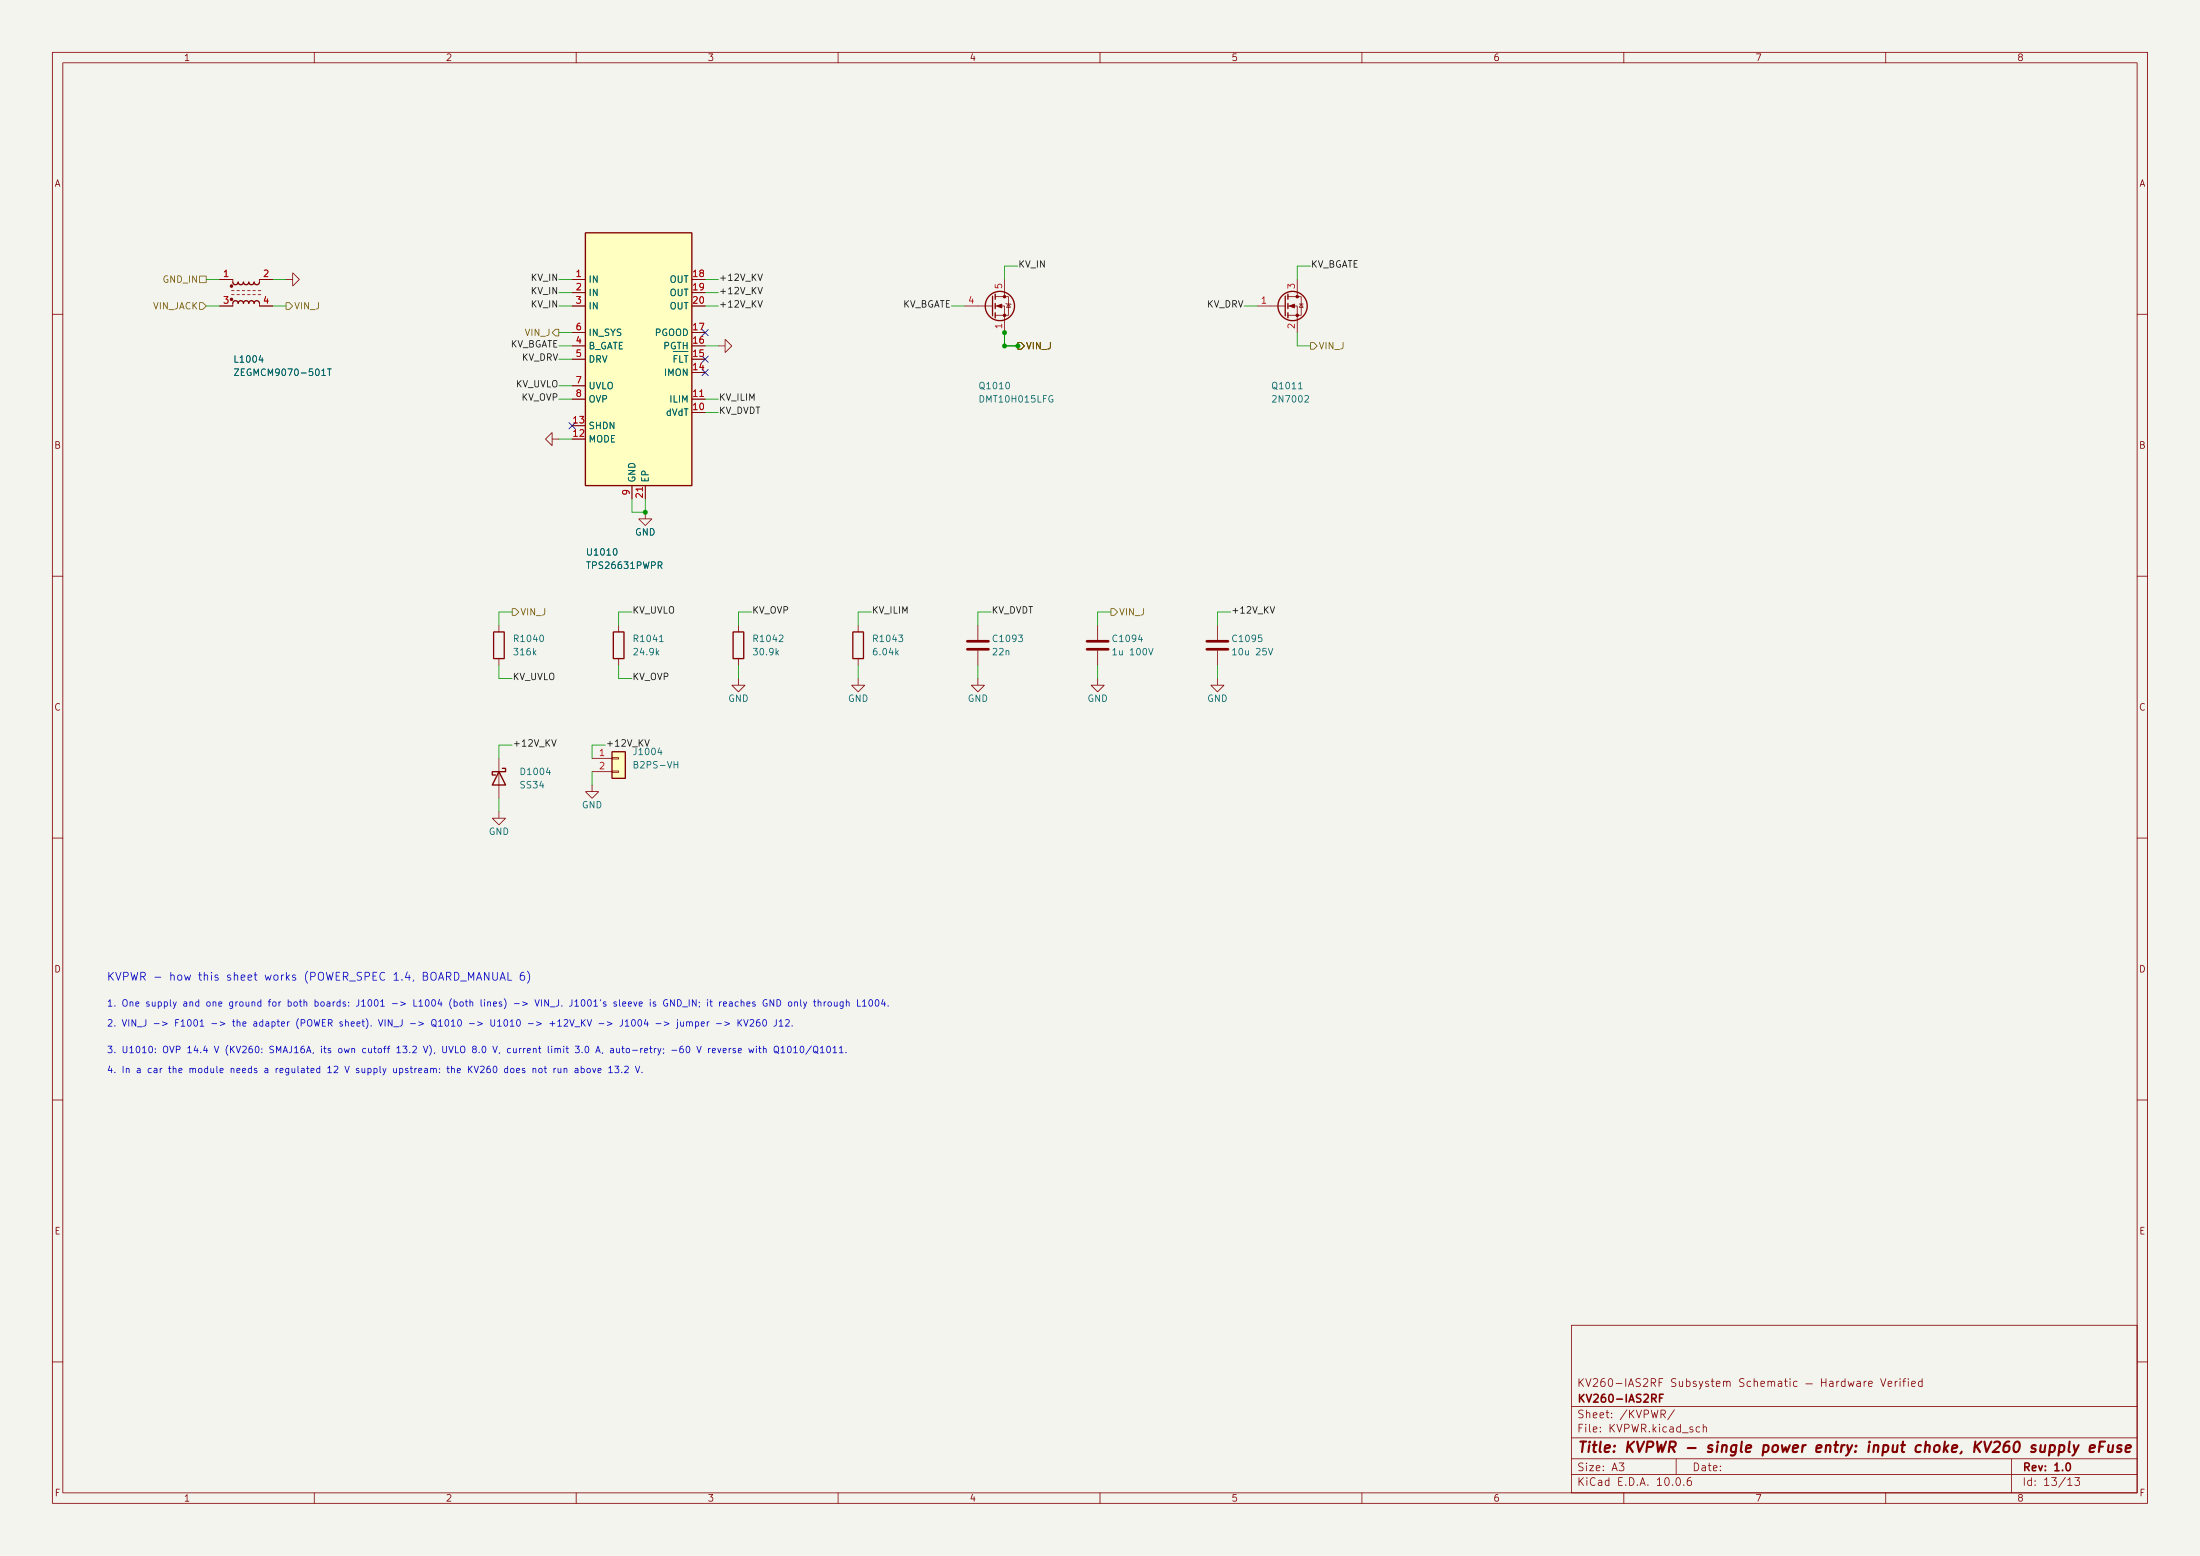 1 2 3 4 5 6 7 8
A A
B B
C C
D D
E E
F F
GND_IN 1 2
VIN_JACK 3 4 VIN_J
L1004
ZEGMCM9070-501T
KV_IN 1 IN OUT 18 +12V_KV
KV_IN 2 IN OUT 19 +12V_KV
KV_IN 3 IN OUT 20 +12V_KV
VIN_J 6 IN_SYS PGOOD 17
KV_BGATE 4 B_GATE PGTH 16
KV_DRV 5 DRV FLT 15
IMON 14
KV_UVLO 7 UVLO
KV_OVP 8 OVP ILIM 11 KV_ILIM
dVdT 10 KV_DVDT
13 SHDN
12 MODE
GND EP
9 21
GND
U1010
TPS26631PWPR
KV_IN
5
KV_BGATE 4
1
VIN_J
Q1010
DMT10H015LFG
KV_BGATE
3
KV_DRV 1
2
VIN_J
Q1011
2N7002
VIN_J
R1040
316k
KV_UVLO
KV_UVLO
R1041
24.9k
KV_OVP
KV_OVP
R1042
30.9k
GND
KV_ILIM
R1043
6.04k
GND
KV_DVDT
C1093
22n
GND
VIN_J
C1094
1u 100V
GND
+12V_KV
C1095
10u 25V
GND
+12V_KV
D1004
SS34
GND
+12V_KV
1 J1004
2 B2PS-VH
GND
KVPWR - how this sheet works (POWER_SPEC 1.4, BOARD_MANUAL 6)
1. One supply and one ground for both boards: J1001 -> L1004 (both lines) -> VIN_J. J1001's sleeve is GND_IN; it reaches GND only through L1004.
2. VIN_J -> F1001 -> the adapter (POWER sheet). VIN_J -> Q1010 -> U1010 -> +12V_KV -> J1004 -> jumper -> KV260 J12.
3. U1010: OVP 14.4 V (KV260: SMAJ16A, its own cutoff 13.2 V), UVLO 8.0 V, current limit 3.0 A, auto-retry; -60 V reverse with Q1010/Q1011.
4. In a car the module needs a regulated 12 V supply upstream: the KV260 does not run above 13.2 V.
KV260-IAS2RF Subsystem Schematic - Hardware Verified
KV260-IAS2RF
Sheet: /KVPWR/
File: KVPWR.kicad_sch
Title: KVPWR - single power entry: input choke, KV260 supply eFuse
Size: A3 Date: Rev: 1.0
KiCad E.D.A. 10.0.6 Id: 13/13
1 2 3 4 5 6 7 8